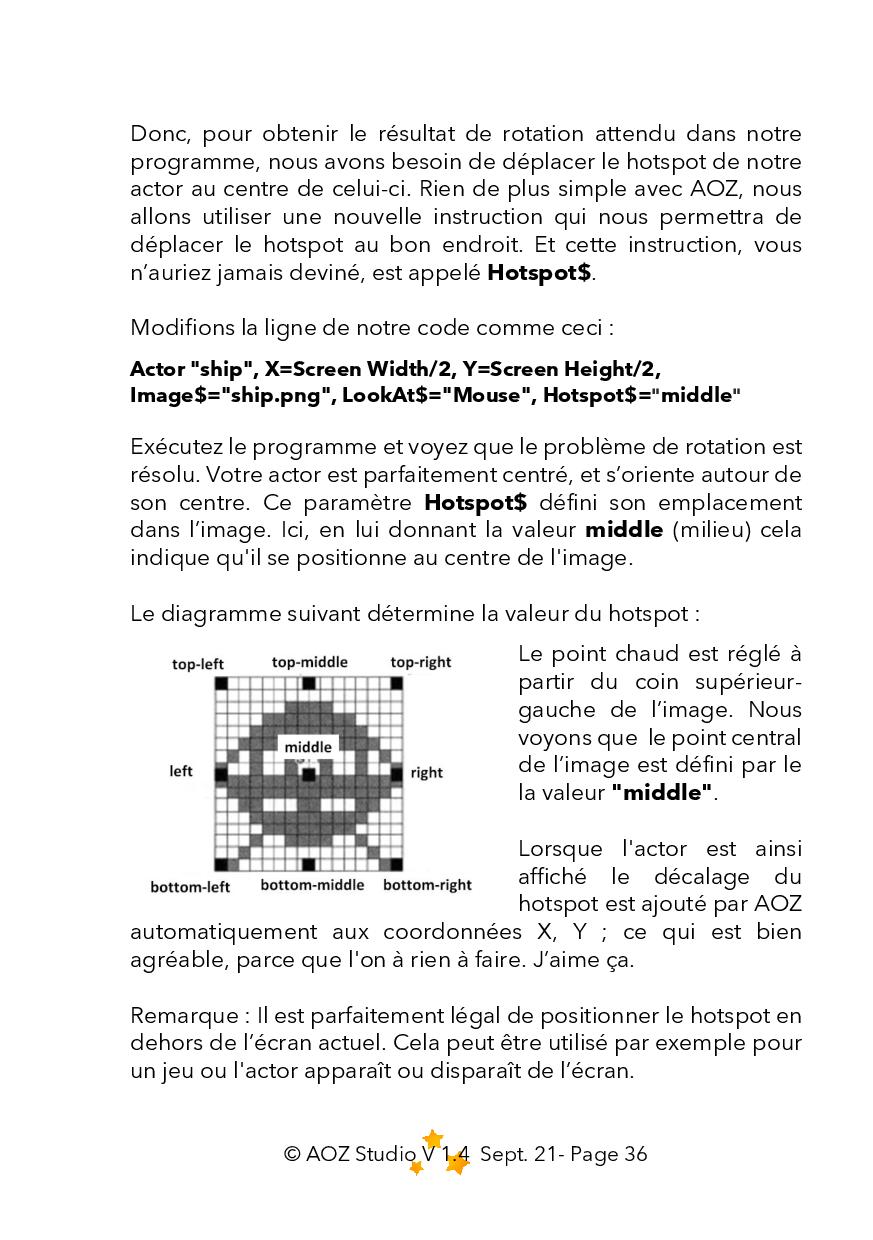 Donc, pour obtenir le résultat de rotation attendu dans notre
programme, nous avons besoin de déplacer le hotspot de notre
actor au centre de celui-ci. Rien de plus simple avec AOZ, nous
allons utiliser une nouvelle instruction qui nous permettra de
déplacer le hotspot au bon endroit. Et cette instruction, vous
n’auriez jamais deviné, est appelé Hotspot$.
Modifions la ligne de notre code comme ceci :
Actor "ship", X=Screen Width/2, Y=Screen Height/2,
Image$="ship.png", LookAt$="Mouse", Hotspot$="middle"
Exécutez le programme et voyez que le problème de rotation est
résolu. Votre actor est parfaitement centré, et s’oriente autour de
son centre. Ce paramètre Hotspot$ défini son emplacement
dans l’image. Ici, en lui donnant la valeur middle (milieu) cela
indique qu'il se positionne au centre de l'image.
Le diagramme suivant détermine la valeur du hotspot :
top-left top-middle top-right
middle
left right
bottom-left bottom-middle bottom-right
Le point chaud est réglé à
partir du coin supérieur-
gauche de l’image. Nous
voyons que le point central
de l’image est défini par le
la valeur "middle".
Lorsque l'actor est ainsi
affiché le décalage du
hotspot est ajouté par AOZ
automatiquement aux coordonnées X, Y ; ce qui est bien
agréable, parce que l'on à rien à faire. J’aime ça.
Remarque : Il est parfaitement légal de positionner le hotspot en
dehors de l’écran actuel. Cela peut être utilisé par exemple pour
un jeu ou l'actor apparaît ou disparaît de l’écran.
© AOZ Studio V 1.4 Sept. 21- Page 36